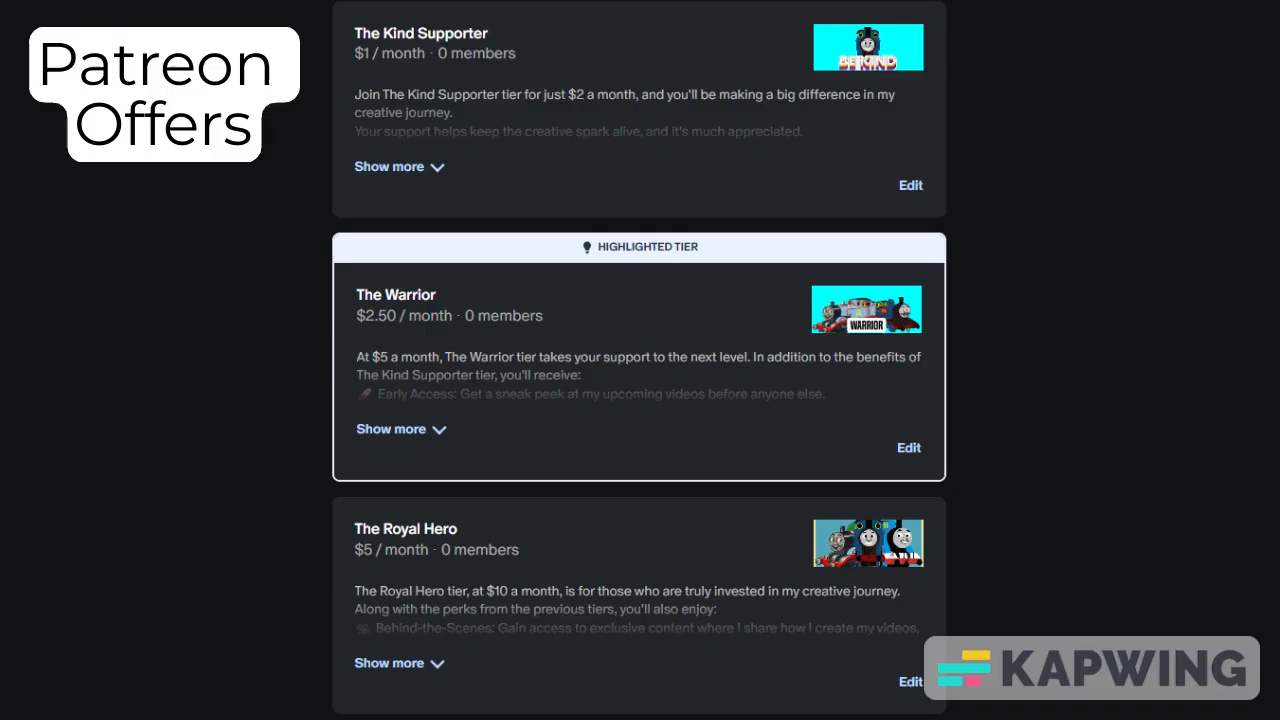 Patreon
Offers
The Kind Supporter
$1 / month · 0 members
BE KIND
Join The Kind Supporter tier for just $2 a month, and you'll be making a big difference in my
creative journey.
Your support helps keep the creative spark alive, and it's much appreciated.
Show more
Edit
HIGHLIGHTED TIER
The Warrior
$2.50 / month · 0 members
WARRIOR
At $5 a month, The Warrior tier takes your support to the next level. In addition to the benefits of
The Kind Supporter tier, you'll receive:
🚀 Early Access: Get a sneak peek at my upcoming videos before anyone else.
Show more
Edit
The Royal Hero
$5 / month · 0 members
The Royal Hero tier, at $10 a month, is for those who are truly invested in my creative journey.
Along with the perks from the previous tiers, you'll also enjoy:
Behind-the-Scenes: Gain access to exclusive content where I share how I create my videos,
Show more
Edit
KAPWING